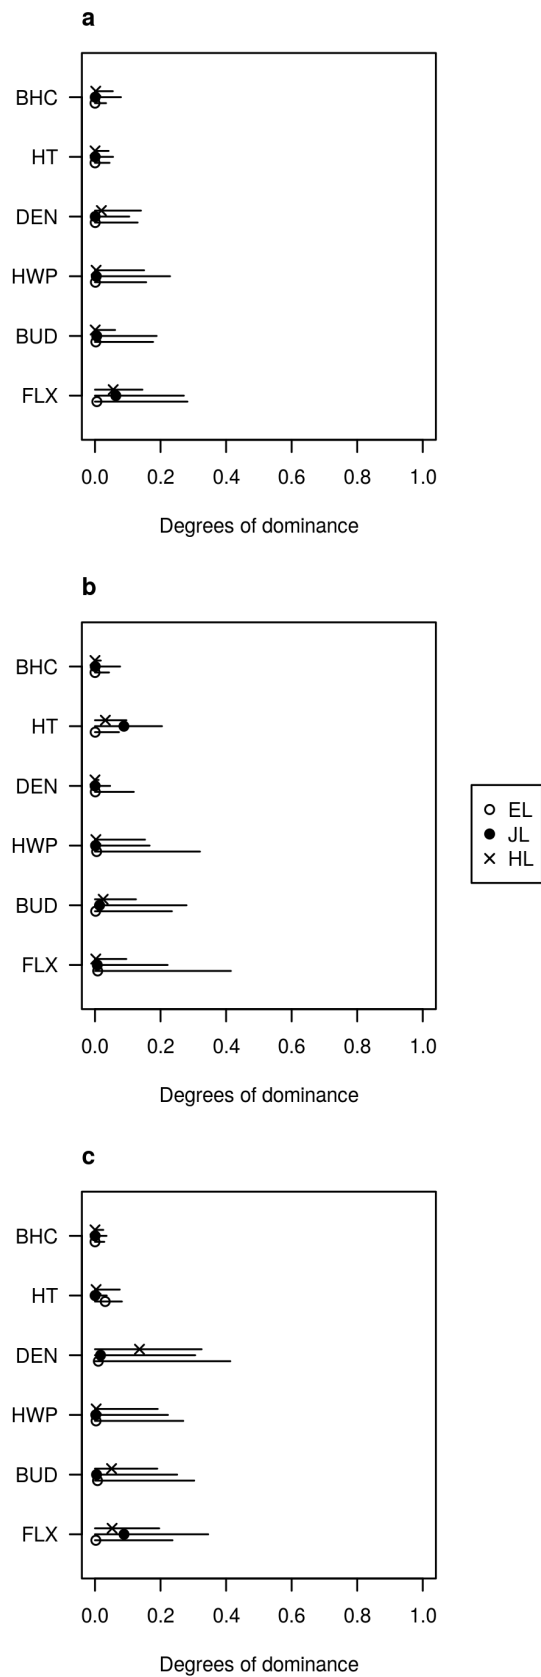 a
BHC
HT
DEN
HWP
BUD
FLX
0.0 0.2 0.4 0.6 0.8 1.0
Degrees of dominance
b
BHC
HT
DEN
HWP
BUD
FLX
0.0 0.2 0.4 0.6 0.8 1.0
Degrees of dominance
EL
JL
HL
c
BHC
HT
DEN
HWP
BUD
FLX
0.0 0.2 0.4 0.6 0.8 1.0
Degrees of dominance